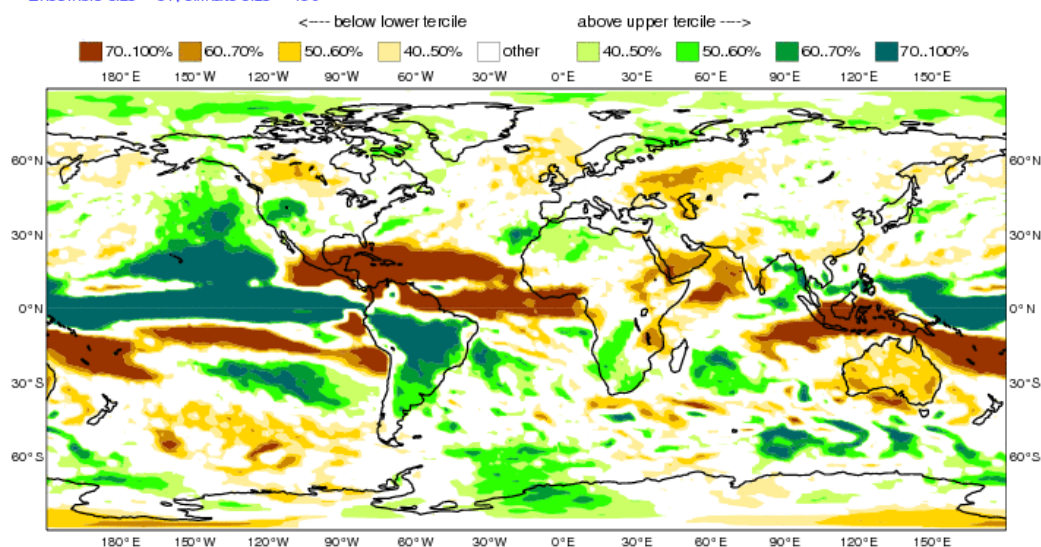 <---- below lower tercile above upper tercile ---->
70..100% 60..70% 50..60% 40..50% other 40..50% 50..60% 60..70% 70..100%
180°E 150°W 120°W 90°W 60°W 30°W 0°E 30°E 60°E 90°E 120°E 150°E
60°N 60°N
30°N 30°N
0°N 0°N
30°S 30°S
60°S 60°S
180°E 150°W 120°W 90°W 60°W 30°W 0°E 30°E 60°E 90°E 120°E 150°E